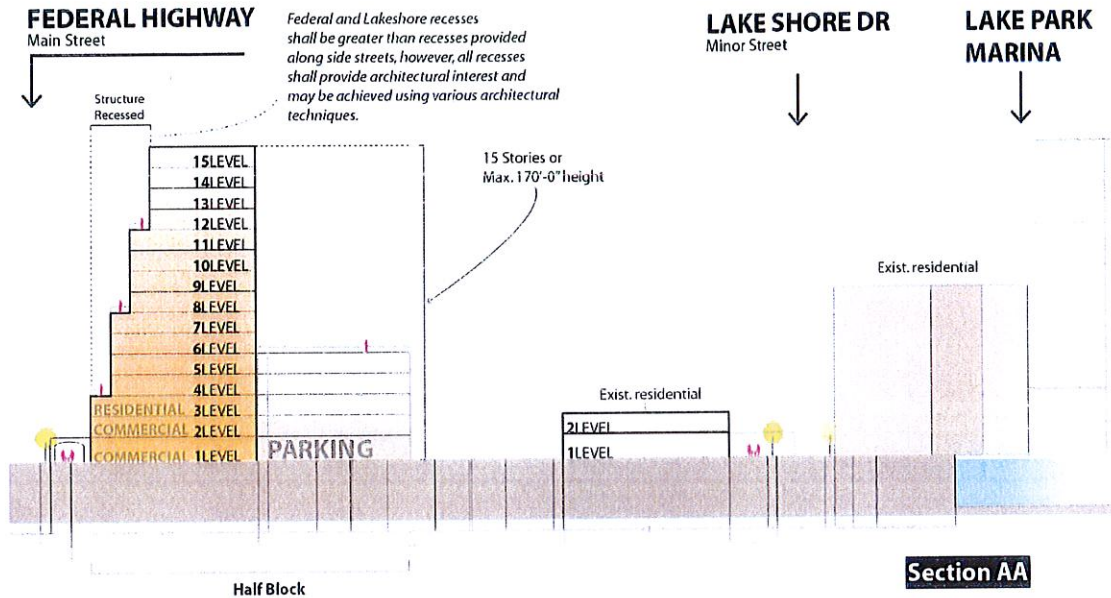 FEDERAL HIGHWAY
Main Street
Federal and Lakeshore recesses
shall be greater than recesses provided
along side streets, however, all recesses
shall provide architectural interest and
may be achieved using various architectural
techniques.
LAKE SHORE DR
Minor Street
LAKE PARK
MARINA
Structure
Recessed
15 Stories or
Max. 170'-0" height
15LEVEL
14LEVEL
13LEVEL
12LEVEL
11LEVEL
10LEVEL
9LEVEL
8LEVEL
7LEVEL
6LEVEL
5LEVEL
4LEVEL
RESIDENTIAL 3LEVEL
COMMERCIAL 2LEVEL
COMMERCIAL 1LEVEL
PARKING
Exist. residential
2LEVEL
1LEVEL
Exist. residential
Half Block
Section AA